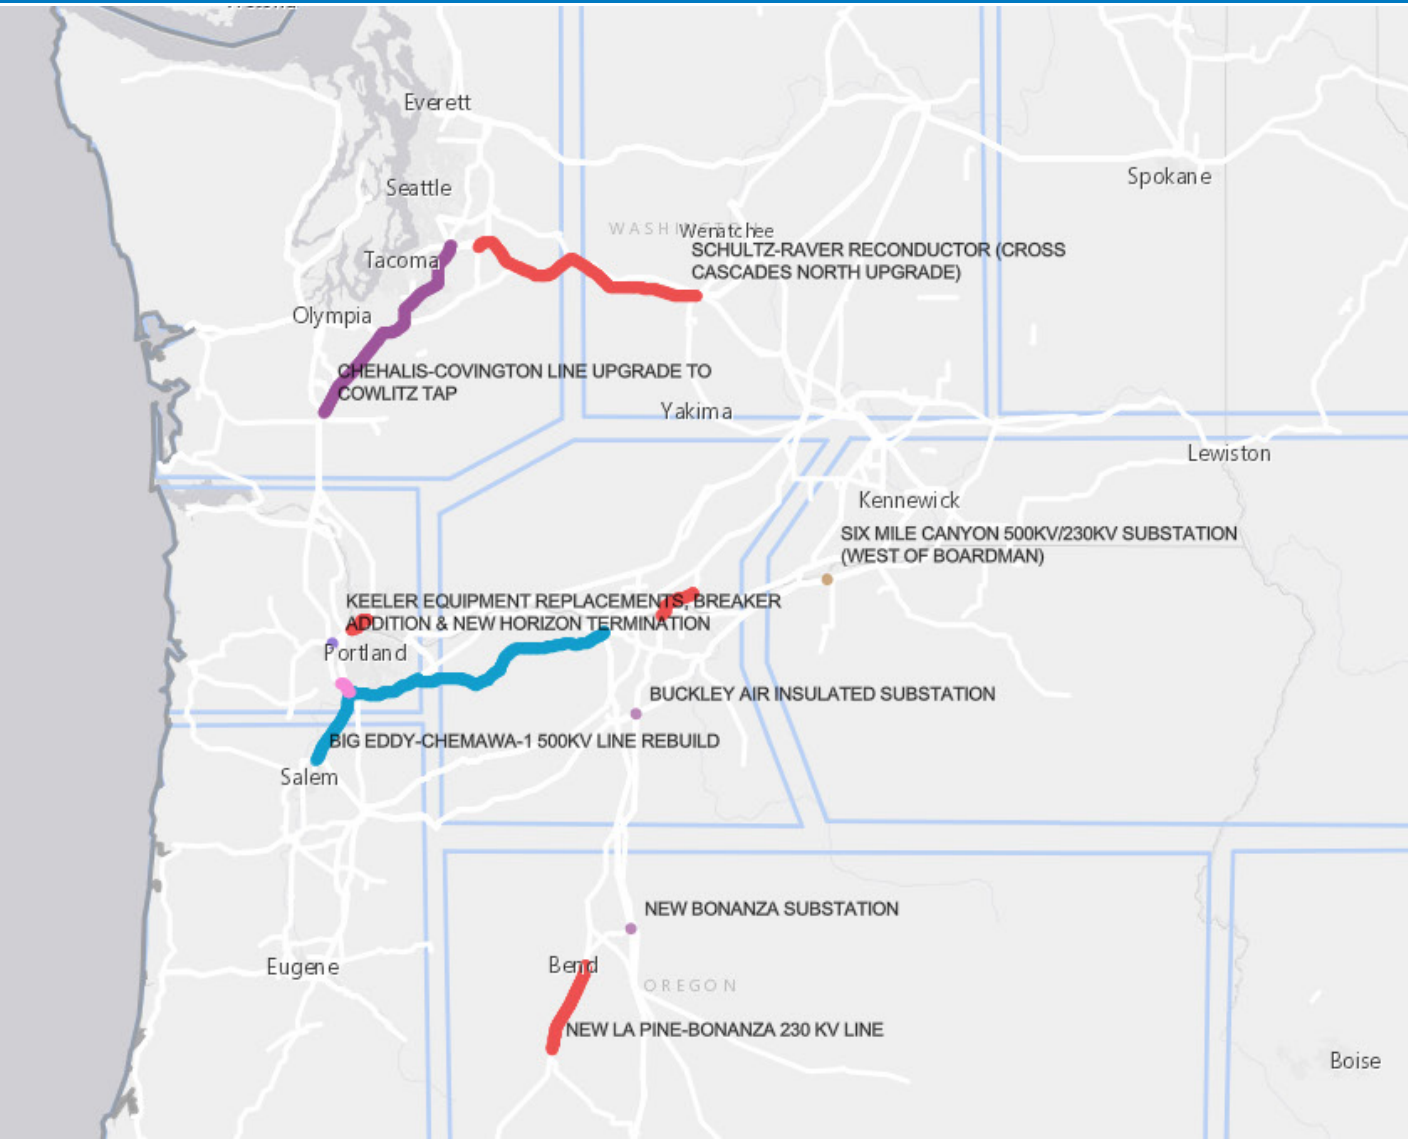 Everett
Seattle
Spokane
WASHINGTON
Wenatchee
SCHULTZ-RAVER RECONDUCTOR (CROSS
CASCADES NORTH UPGRADE)
Tacoma
Olympia
CHEHALIS-COVINGTON LINE UPGRADE TO
COWLITZ TAP
Yakima
Lewiston
Kennewick
SIX MILE CANYON 500KV/230KV SUBSTATION
(WEST OF BOARDMAN)
KEELER EQUIPMENT REPLACEMENTS, BREAKER
ADDITION & NEW HORIZON TERMINATION
Portland
BUCKLEY AIR INSULATED SUBSTATION
BIG EDDY-CHEMAWA-1 500KV LINE REBUILD
Salem
NEW BONANZA SUBSTATION
Eugene
Bend
OREGON
NEW LA PINE-BONANZA 230 KV LINE
Boise